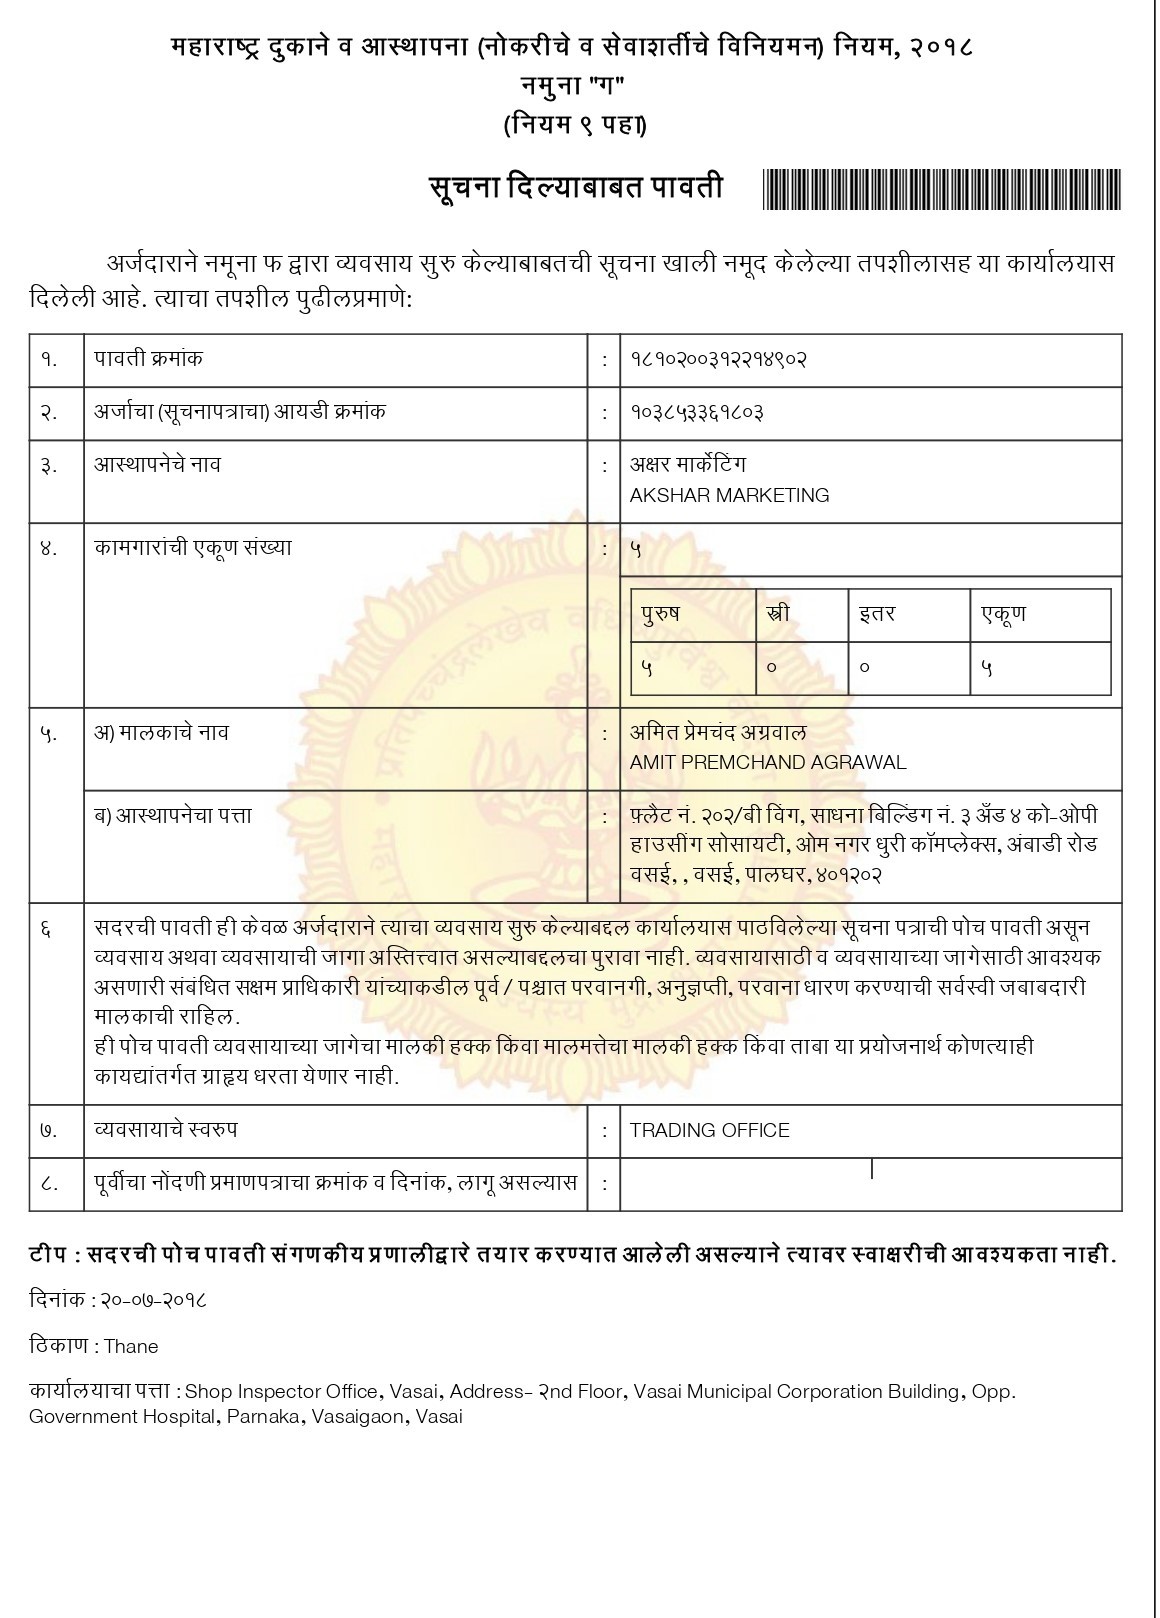 महाराष्ट्र दुकाने व आस्थापना (नोकरीचे व सेवाशर्तीचे विनियमन) नियम, २०१८
नमुना "ग"
(नियम ९ पहा)
सूचना दिल्याबाबत पावती
अर्जदाराने नमूना फ द्वारा व्यवसाय सुरु केल्याबाबतची सूचना खाली नमूद केलेल्या तपशीलासह या कार्यालयास
दिलेली आहे. त्याचा तपशील पुढीलप्रमाणे:
१. पावती क्रमांक : १८१०२००३१२२१४९०२
२. अर्जाचा (सूचनापत्राचा) आयडी क्रमांक : १०३८५३३६१८०३
३. आस्थापनेचे नाव : अक्षर मार्केटिंग
AKSHAR MARKETING
४. कामगारांची एकूण संख्या : ५
पुरुष स्त्री इतर एकूण
५ ० ० ५
५. अ) मालकाचे नाव : अमित प्रेमचंद अग्रवाल
AMIT PREMCHAND AGRAWAL
ब) आस्थापनेचा पत्ता : फ़्लैट नं. २०२/बी विंग, साधना बिल्डिंग नं. ३ अँड ४ को-ओपी
हाउसींग सोसायटी, ओम नगर धुरी कॉमप्लेक्स, अंबाडी रोड
वसई, , वसई, पालघर, ४०१२०२
६ सदरची पावती ही केवळ अर्जदाराने त्याचा व्यवसाय सुरु केल्याबद्दल कार्यालयास पाठविलेल्या सूचना पत्राची पोच पावती असून
व्यवसाय अथवा व्यवसायाची जागा अस्तित्त्वात असल्याबद्दलचा पुरावा नाही. व्यवसायासाठी व व्यवसायाच्या जागेसाठी आवश्यक
असणारी संबंधित सक्षम प्राधिकारी यांच्याकडील पूर्व / पश्चात परवानगी, अनुज्ञप्ती, परवाना धारण करण्याची सर्वस्वी जबाबदारी
मालकाची राहिल.
ही पोच पावती व्यवसायाच्या जागेचा मालकी हक्क किंवा मालमत्तेचा मालकी हक्क किंवा ताबा या प्रयोजनार्थ कोणत्याही
कायद्यांतर्गत ग्राह्य धरता येणार नाही.
७. व्यवसायाचे स्वरुप : TRADING OFFICE
८. पूर्वीचा नोंदणी प्रमाणपत्राचा क्रमांक व दिनांक, लागू असल्यास :
टीप : सदरची पोच पावती संगणकीय प्रणालीद्वारे तयार करण्यात आलेली असल्याने त्यावर स्वाक्षरीची आवश्यकता नाही.
दिनांक : २०-०७-२०१८
ठिकाण : Thane
कार्यालयाचा पत्ता : Shop Inspector Office, Vasai, Address- २nd Floor, Vasai Municipal Corporation Building, Opp.
Government Hospital, Parnaka, Vasaigaon, Vasai